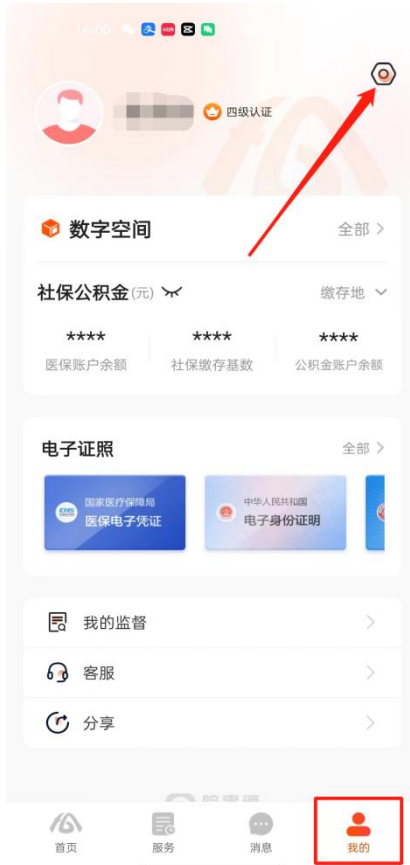 16:00
四级认证
数字空间 全部 >
社保公积金(元) 缴存地
**** **** ****
医保账户余额 社保缴存基数 公积金账户余额
电子证照 全部 >
国家医疗保障局
医保电子凭证
中华人民共和国
电子身份证明
我的监督
客服
分享
皖事通
首页 服务 消息 我的